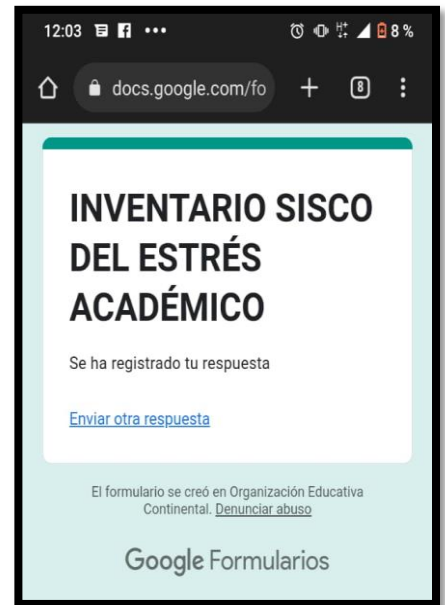 12:03 ••• 8 %
docs.google.com/fo + 8
INVENTARIO SISCO
DEL ESTRÉS
ACADÉMICO
Se ha registrado tu respuesta
Enviar otra respuesta
El formulario se creó en Organización Educativa
Continental. Denunciar abuso
Google Formularios